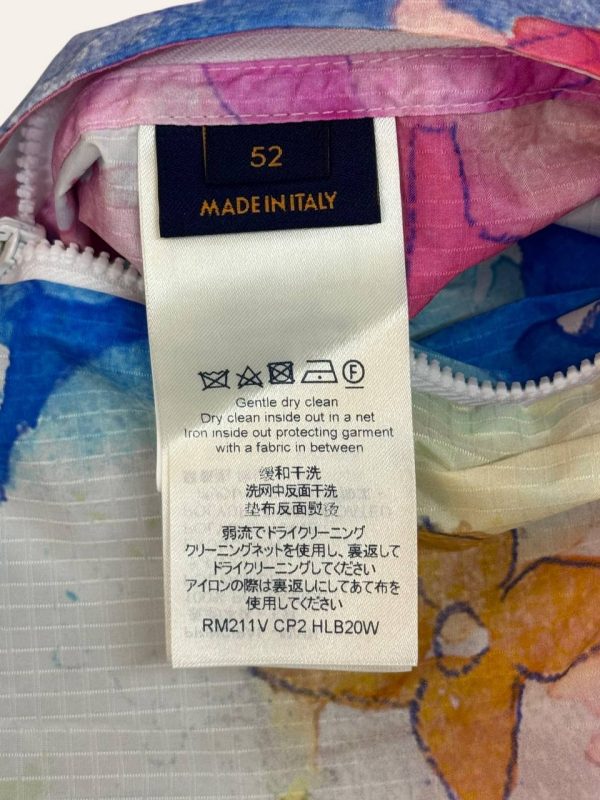 52
MADE IN ITALY
Gentle dry clean
Dry clean inside out in a net
Iron inside out protecting garment
with a fabric in between
缓和干洗
洗网中反面干洗
垫布反面熨烫
弱流でドライクリーニング
クリーニングネットを使用し、裏返して
ドライクリーニングしてください
アイロンの際は裏返しにしてあて布を
使用してください
RM211V CP2 HLB20W